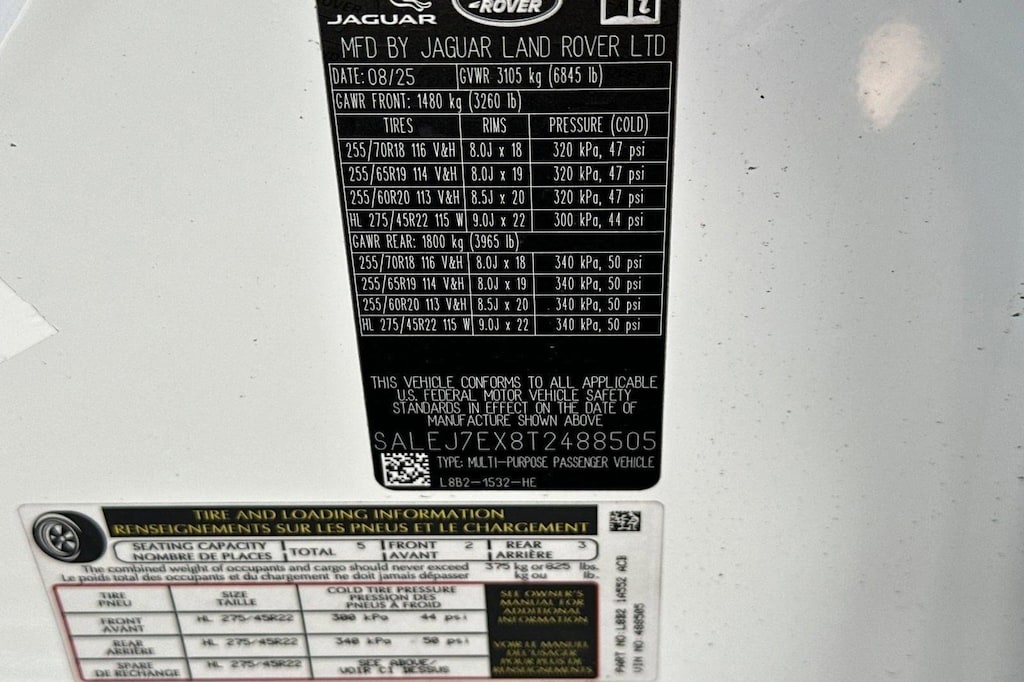 JAGUAR
ROVER
MFD BY JAGUAR LAND ROVER LTD
DATE: 08/25 GVWR 3105 kg (6845 lb)
GAWR FRONT: 1480 kg (3260 lb)
TIRES RIMS PRESSURE (COLD)
255/70R18 116 V&H 8.0J x 18 320 kPa, 47 psi
255/65R19 114 V&H 8.0J x 19 320 kPa, 47 psi
255/60R20 113 V&H 8.5J x 20 320 kPa, 47 psi
HL 275/45R22 115 W 9.0J x 22 300 kPa, 44 psi
GAWR REAR: 1800 kg (3965 lb)
255/70R18 116 V&H 8.0J x 18 340 kPa, 50 psi
255/65R19 114 V&H 8.0J x 19 340 kPa, 50 psi
255/60R20 113 V&H 8.5J x 20 340 kPa, 50 psi
HL 275/45R22 115 W 9.0J x 22 340 kPa, 50 psi
THIS VEHICLE CONFORMS TO ALL APPLICABLE
U.S. FEDERAL MOTOR VEHICLE SAFETY
STANDARDS IN EFFECT ON THE DATE OF
MANUFACTURE SHOWN ABOVE
SALEJ7EX8T2488505
TYPE: MULTI-PURPOSE PASSENGER VEHICLE
L8B2-1532-HE
TIRE AND LOADING INFORMATION
RENSEIGNEMENTS SUR LES PNEUS ET LE CHARGEMENT
SEATING CAPACITY TOTAL 5 FRONT 2 REAR 3
NOMBRE DE PLACES AVANT ARRIÈRE
The combined weight of occupants and cargo should never exceed 375 kg or 825 lbs.
Le poids total des occupants et du chargement ne doit jamais dépasser kg ou lb.
TIRE SIZE COLD TIRE PRESSURE
PNEU TAILLE PRESSION DES
PNEUS À FROID
FRONT HL 275/45R22 300 kPa 44 psi
AVANT
REAR HL 275/45R22 340 kPa 50 psi
ARRIÈRE
SPARE HL 275/45R22 SEE ABOVE/
DE RECHANGE VOIR CI DESSUS
SEE OWNER'S
MANUAL FOR
ADDITIONAL
INFORMATION
VOIR LE MANUEL
DE L'USAGER
POUR PLUS DE
RENSEIGNEMENTS
PART NO L8B2 1A552 ACB
VIN NO 488505